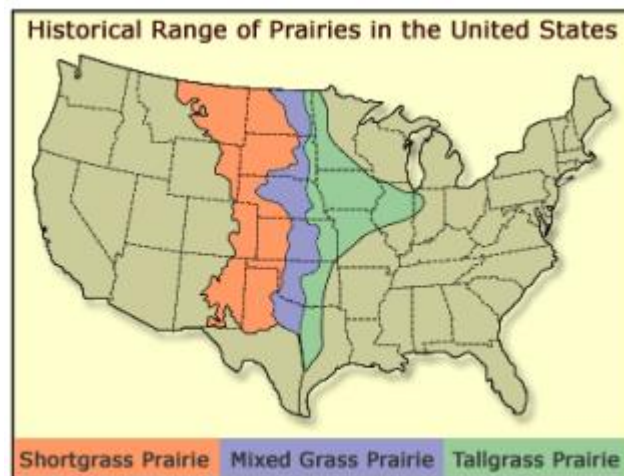 Historical Range of Prairies in the United States
Shortgrass Prairie Mixed Grass Prairie Tallgrass Prairie